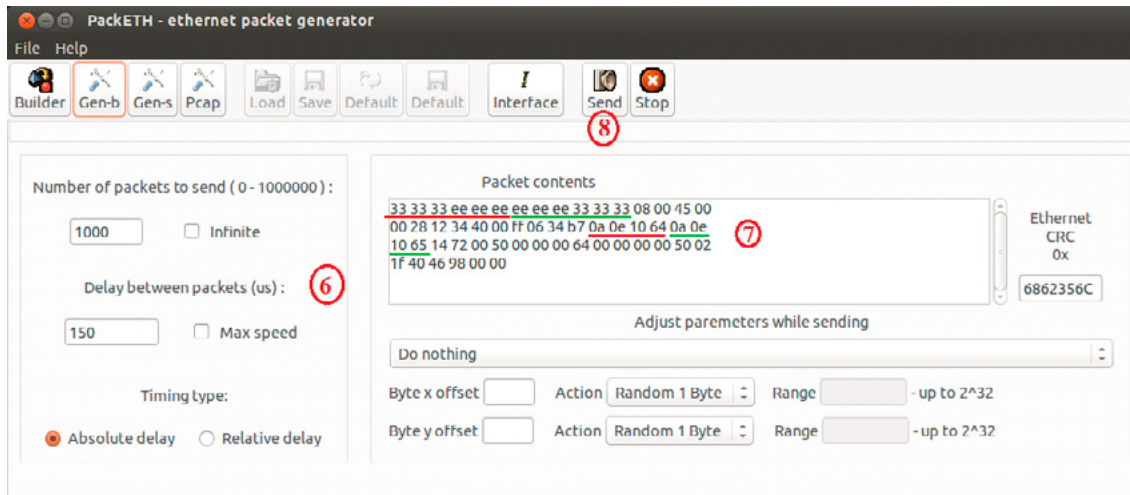 PackETH - ethernet packet generator
File Help
Builder Gen-b Gen-s Pcap Load Save Default Default Interface Send Stop
8
Number of packets to send ( 0 - 1000000 ) :
1000 Infinite
Delay between packets (us) :
6
150 Max speed
Timing type:
Absolute delay Relative delay
Packet contents
33 33 33 ee ee ee ee ee ee 33 33 33 08 00 45 00
00 28 12 34 40 00 ff 06 34 b7 0a 0e 10 64 0a 0e
10 65 14 72 00 50 00 00 00 64 00 00 00 00 50 02
1f 40 46 98 00 00
7
Ethernet
CRC
0x
6862356C
Adjust paremeters while sending
Do nothing
Byte x offset Action Random 1 Byte Range - up to 2^32
Byte y offset Action Random 1 Byte Range - up to 2^32